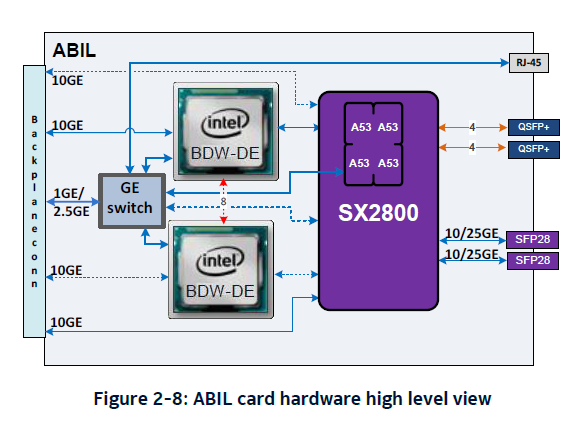 ABIL
RJ-45
10GE
Backplaneconn
10GE
intel
BDW-DE
A53 A53
4
QSFP+
4
QSFP+
A53 A53
1GE/
2.5GE
GE
switch
8
SX2800
intel
BDW-DE
10/25GE
SFP28
10/25GE
SFP28
10GE
10GE
Figure 2-8: ABIL card hardware high level view